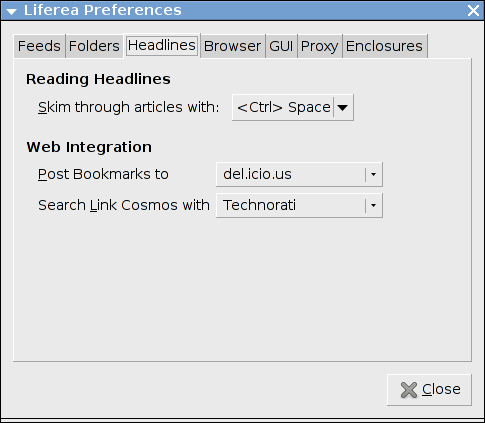 Liferea Preferences
Feeds Folders Headlines Browser GUI Proxy Enclosures
Reading Headlines
Skim through articles with: <Ctrl> Space
Web Integration
Post Bookmarks to del.icio.us
Search Link Cosmos with Technorati
Close